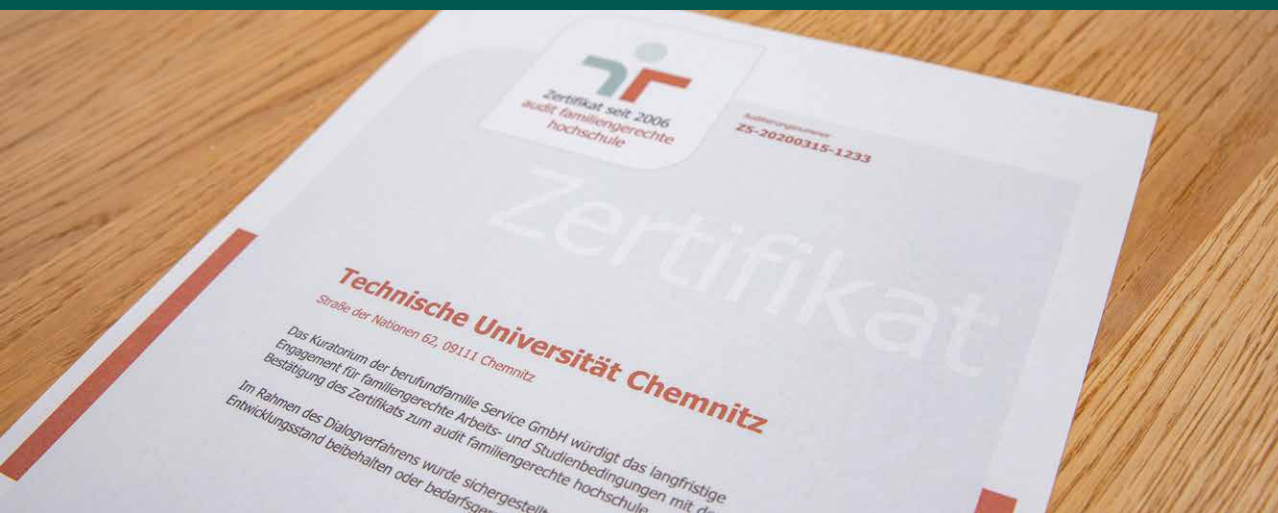 Zertifikat seit 2006
audit familiengerechte
hochschule
Auditierungsnummer
ZS-20200315-1233
Zertifikat
Technische Universität Chemnitz
Straße der Nationen 62, 09111 Chemnitz
Das Kuratorium der berufundfamilie Service GmbH würdigt das langfristige
Engagement für familiengerechte Arbeits- und Studienbedingungen mit der
Bestätigung des Zertifikats zum audit familiengerechte hochschule.
Im Rahmen des Dialogverfahrens wurde sichergestellt
Entwicklungsstand beibehalten oder